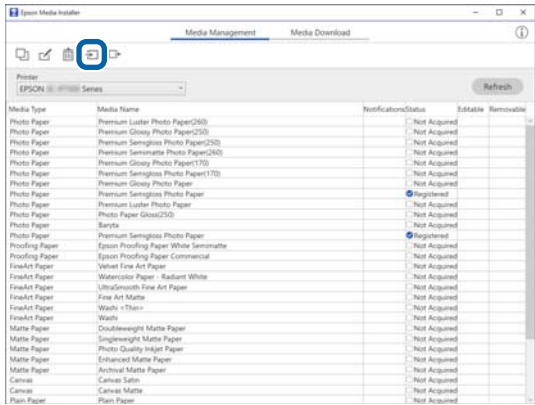 Epson Media Installer
Media Management Media Download
Printer
EPSON Series
Refresh
Media Type Media Name Notifications Status Editable Removable
Photo Paper Premium Luster Photo Paper(260) Not Acquired
Photo Paper Premium Glossy Photo Paper(250) Not Acquired
Photo Paper Premium Semigloss Photo Paper(250) Not Acquired
Photo Paper Premium Semimatte Photo Paper(260) Not Acquired
Photo Paper Premium Glossy Photo Paper(170) Not Acquired
Photo Paper Premium Semigloss Photo Paper(170) Not Acquired
Photo Paper Premium Glossy Photo Paper Not Acquired
Photo Paper Premium Semigloss Photo Paper Registered
Photo Paper Premium Luster Photo Paper Not Acquired
Photo Paper Photo Paper Gloss(250) Not Acquired
Photo Paper Baryta Not Acquired
Photo Paper Premium Semigloss Photo Paper Registered
Proofing Paper Epson Proofing Paper White Semimatte Not Acquired
Proofing Paper Epson Proofing Paper Commercial Not Acquired
FineArt Paper Velvet Fine Art Paper Not Acquired
FineArt Paper Watercolor Paper - Radiant White Not Acquired
FineArt Paper UltraSmooth Fine Art Paper Not Acquired
FineArt Paper Fine Art Matte Not Acquired
FineArt Paper Washi <Thin> Not Acquired
FineArt Paper Washi Not Acquired
Matte Paper Doubleweight Matte Paper Not Acquired
Matte Paper Singleweight Matte Paper Not Acquired
Matte Paper Photo Quality Inkjet Paper Not Acquired
Matte Paper Enhanced Matte Paper Not Acquired
Matte Paper Archival Matte Paper Not Acquired
Canvas Canvas Satin Not Acquired
Canvas Canvas Matte Not Acquired
Plain Paper Plain Paper Not Acquired